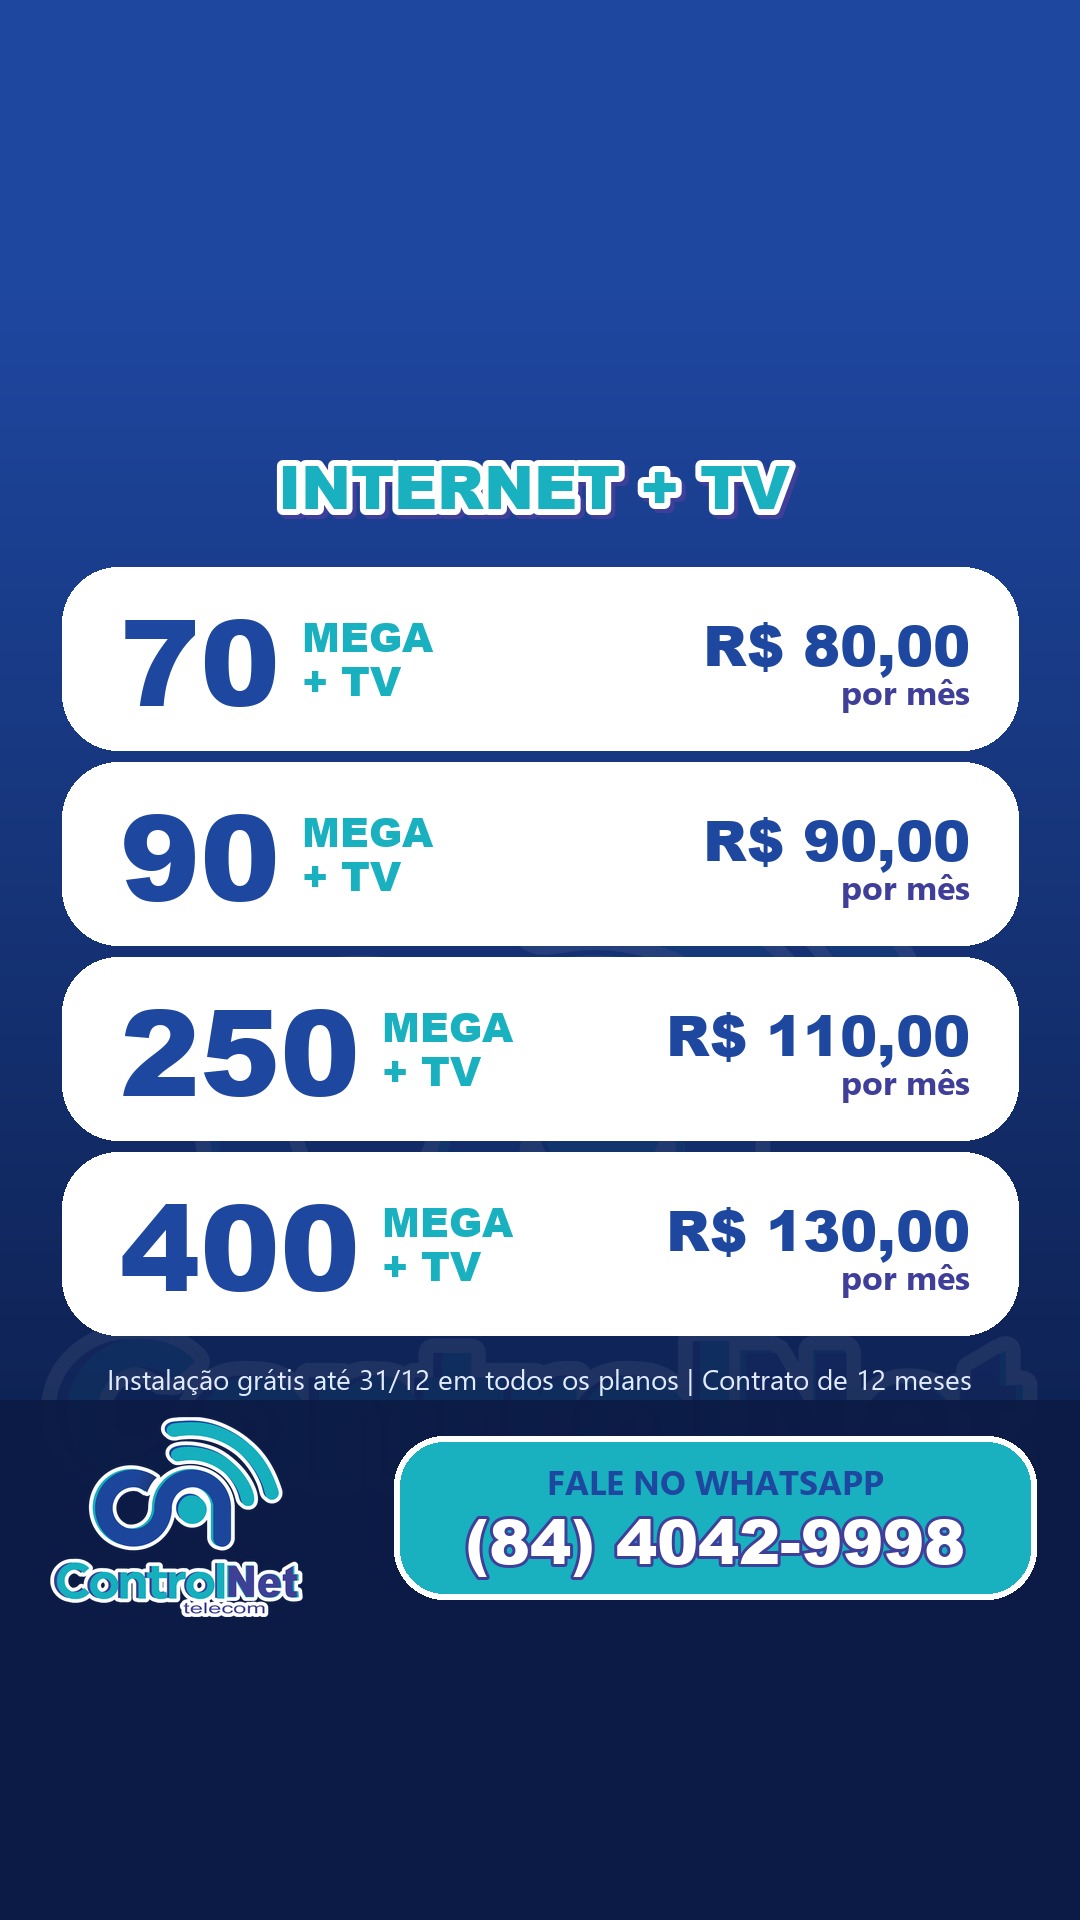 INTERNET + TV
70 MEGA + TV
R$ 80,00
por mês
90 MEGA + TV
R$ 90,00
por mês
250 MEGA + TV
R$ 110,00
por mês
400 MEGA + TV
R$ 130,00
por mês
Instalação grátis até 31/12 em todos os planos | Contrato de 12 meses
ControlNet
telecom
FALE NO WHATSAPP
(84) 4042-9998